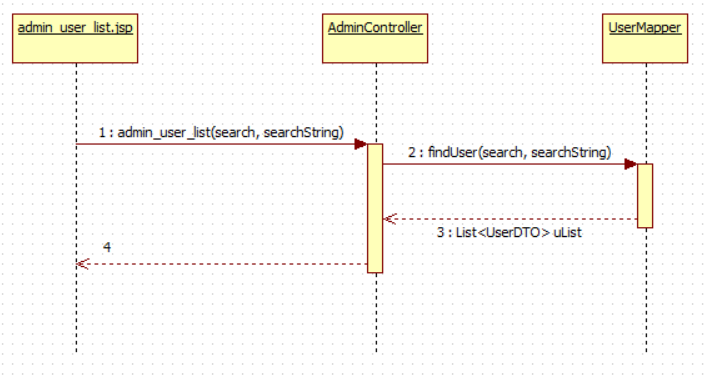 admin_user_list.jsp
AdminController
UserMapper
1 : admin_user_list(search, searchString)
2 : findUser(search, searchString)
3 : List<UserDTO> uList
4